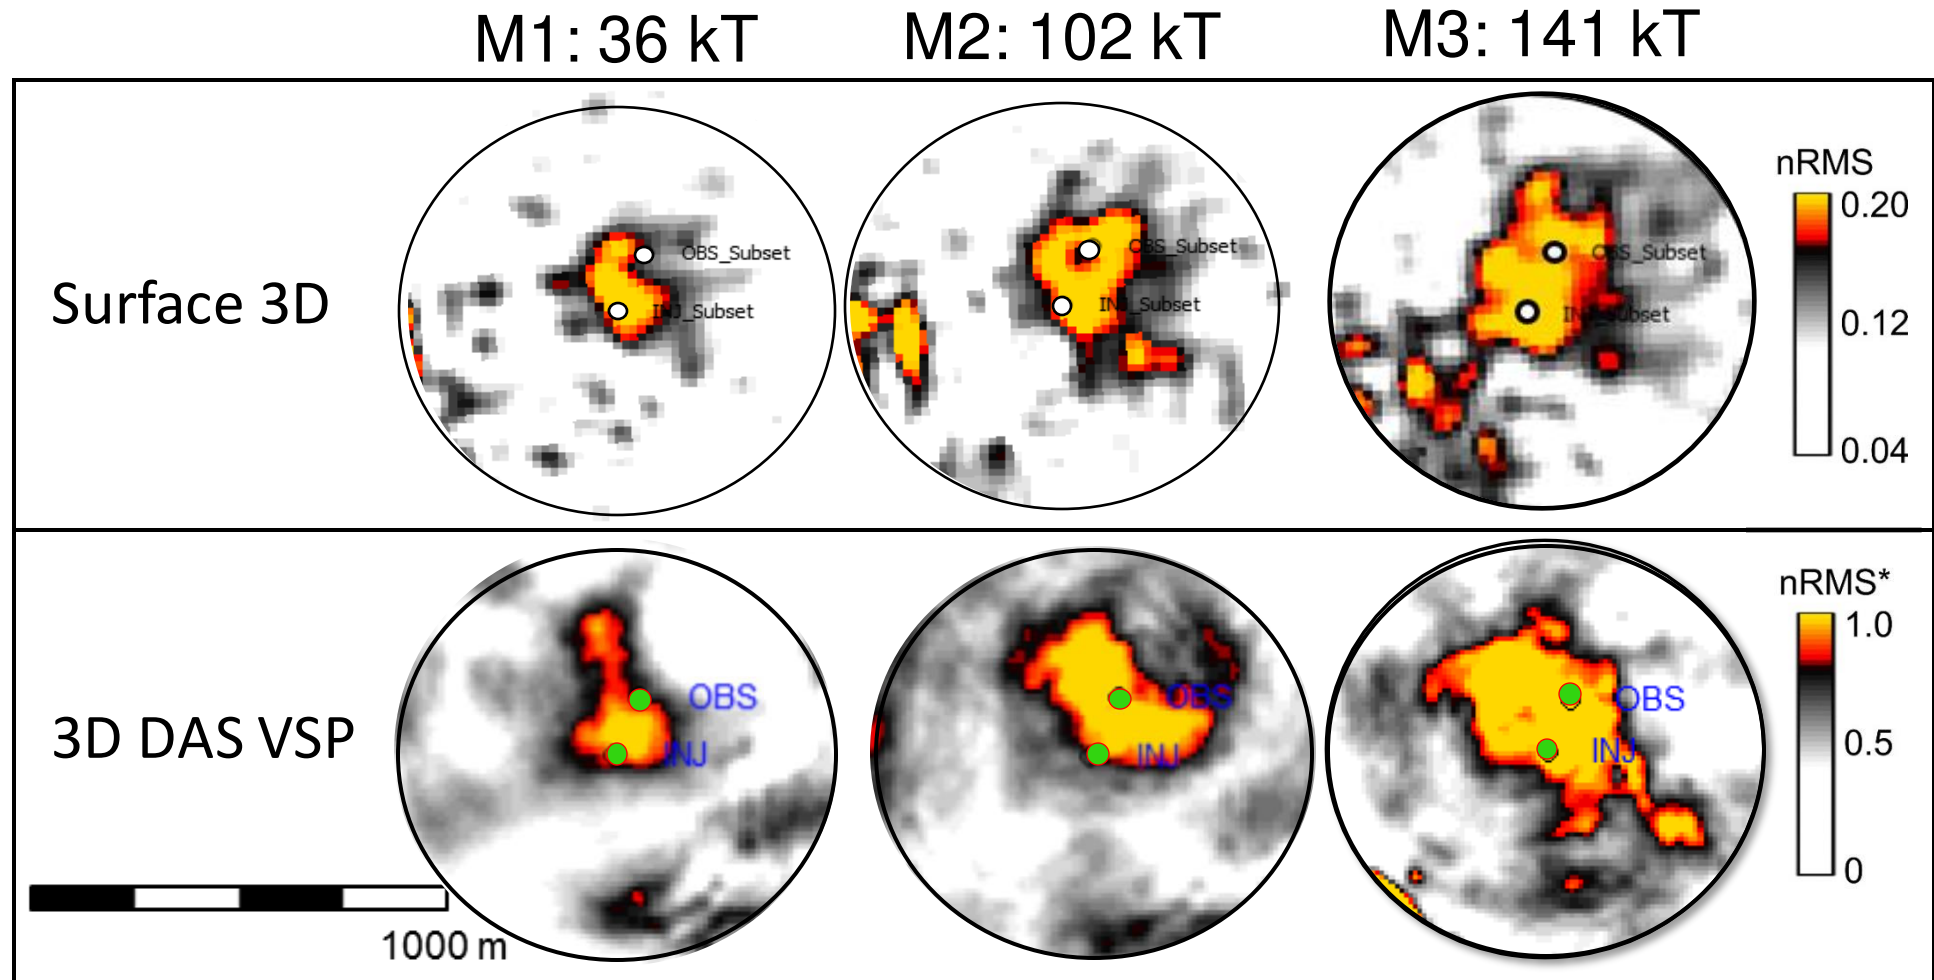 M1: 36 kT M2: 102 kT M3: 141 kT
Surface 3D
OBS_Subset
INJ_Subset
OBS_Subset
INJ_Subset
OBS_Subset
INJ_Subset
nRMS
0.20
0.12
0.04
3D DAS VSP
OBS
INJ
OBS
INJ
OBS
INJ
nRMS*
1.0
0.5
0
1000 m